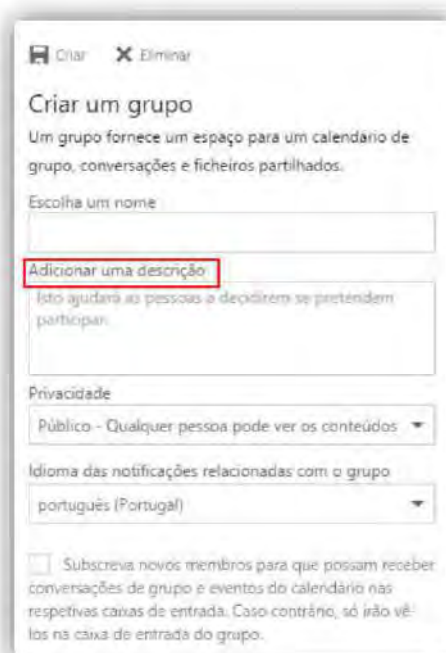 Criar Eliminar
Criar um grupo
Um grupo fornece um espaço para um calendário de
grupo, conversações e ficheiros partilhados.
Escolha um nome
Adicionar uma descrição
Isto ajudará as pessoas a decidirem se pretendem
participar.
Privacidade
Público - Qualquer pessoa pode ver os conteúdos
Idioma das notificações relacionadas com o grupo
português (Portugal)
Subscreva novos membros para que possam receber
conversações de grupo e eventos do calendário nas
respetivas caixas de entrada. Caso contrário, só irão vê-
los na caixa de entrada do grupo.